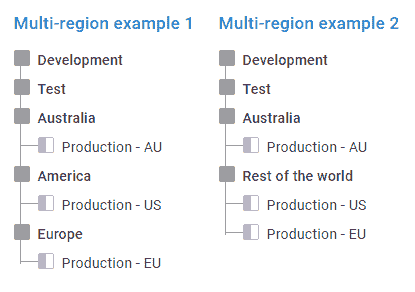 Multi-region example 1
Development
Test
Australia
Production - AU
America
Production - US
Europe
Production - EU
Multi-region example 2
Development
Test
Australia
Production - AU
Rest of the world
Production - US
Production - EU